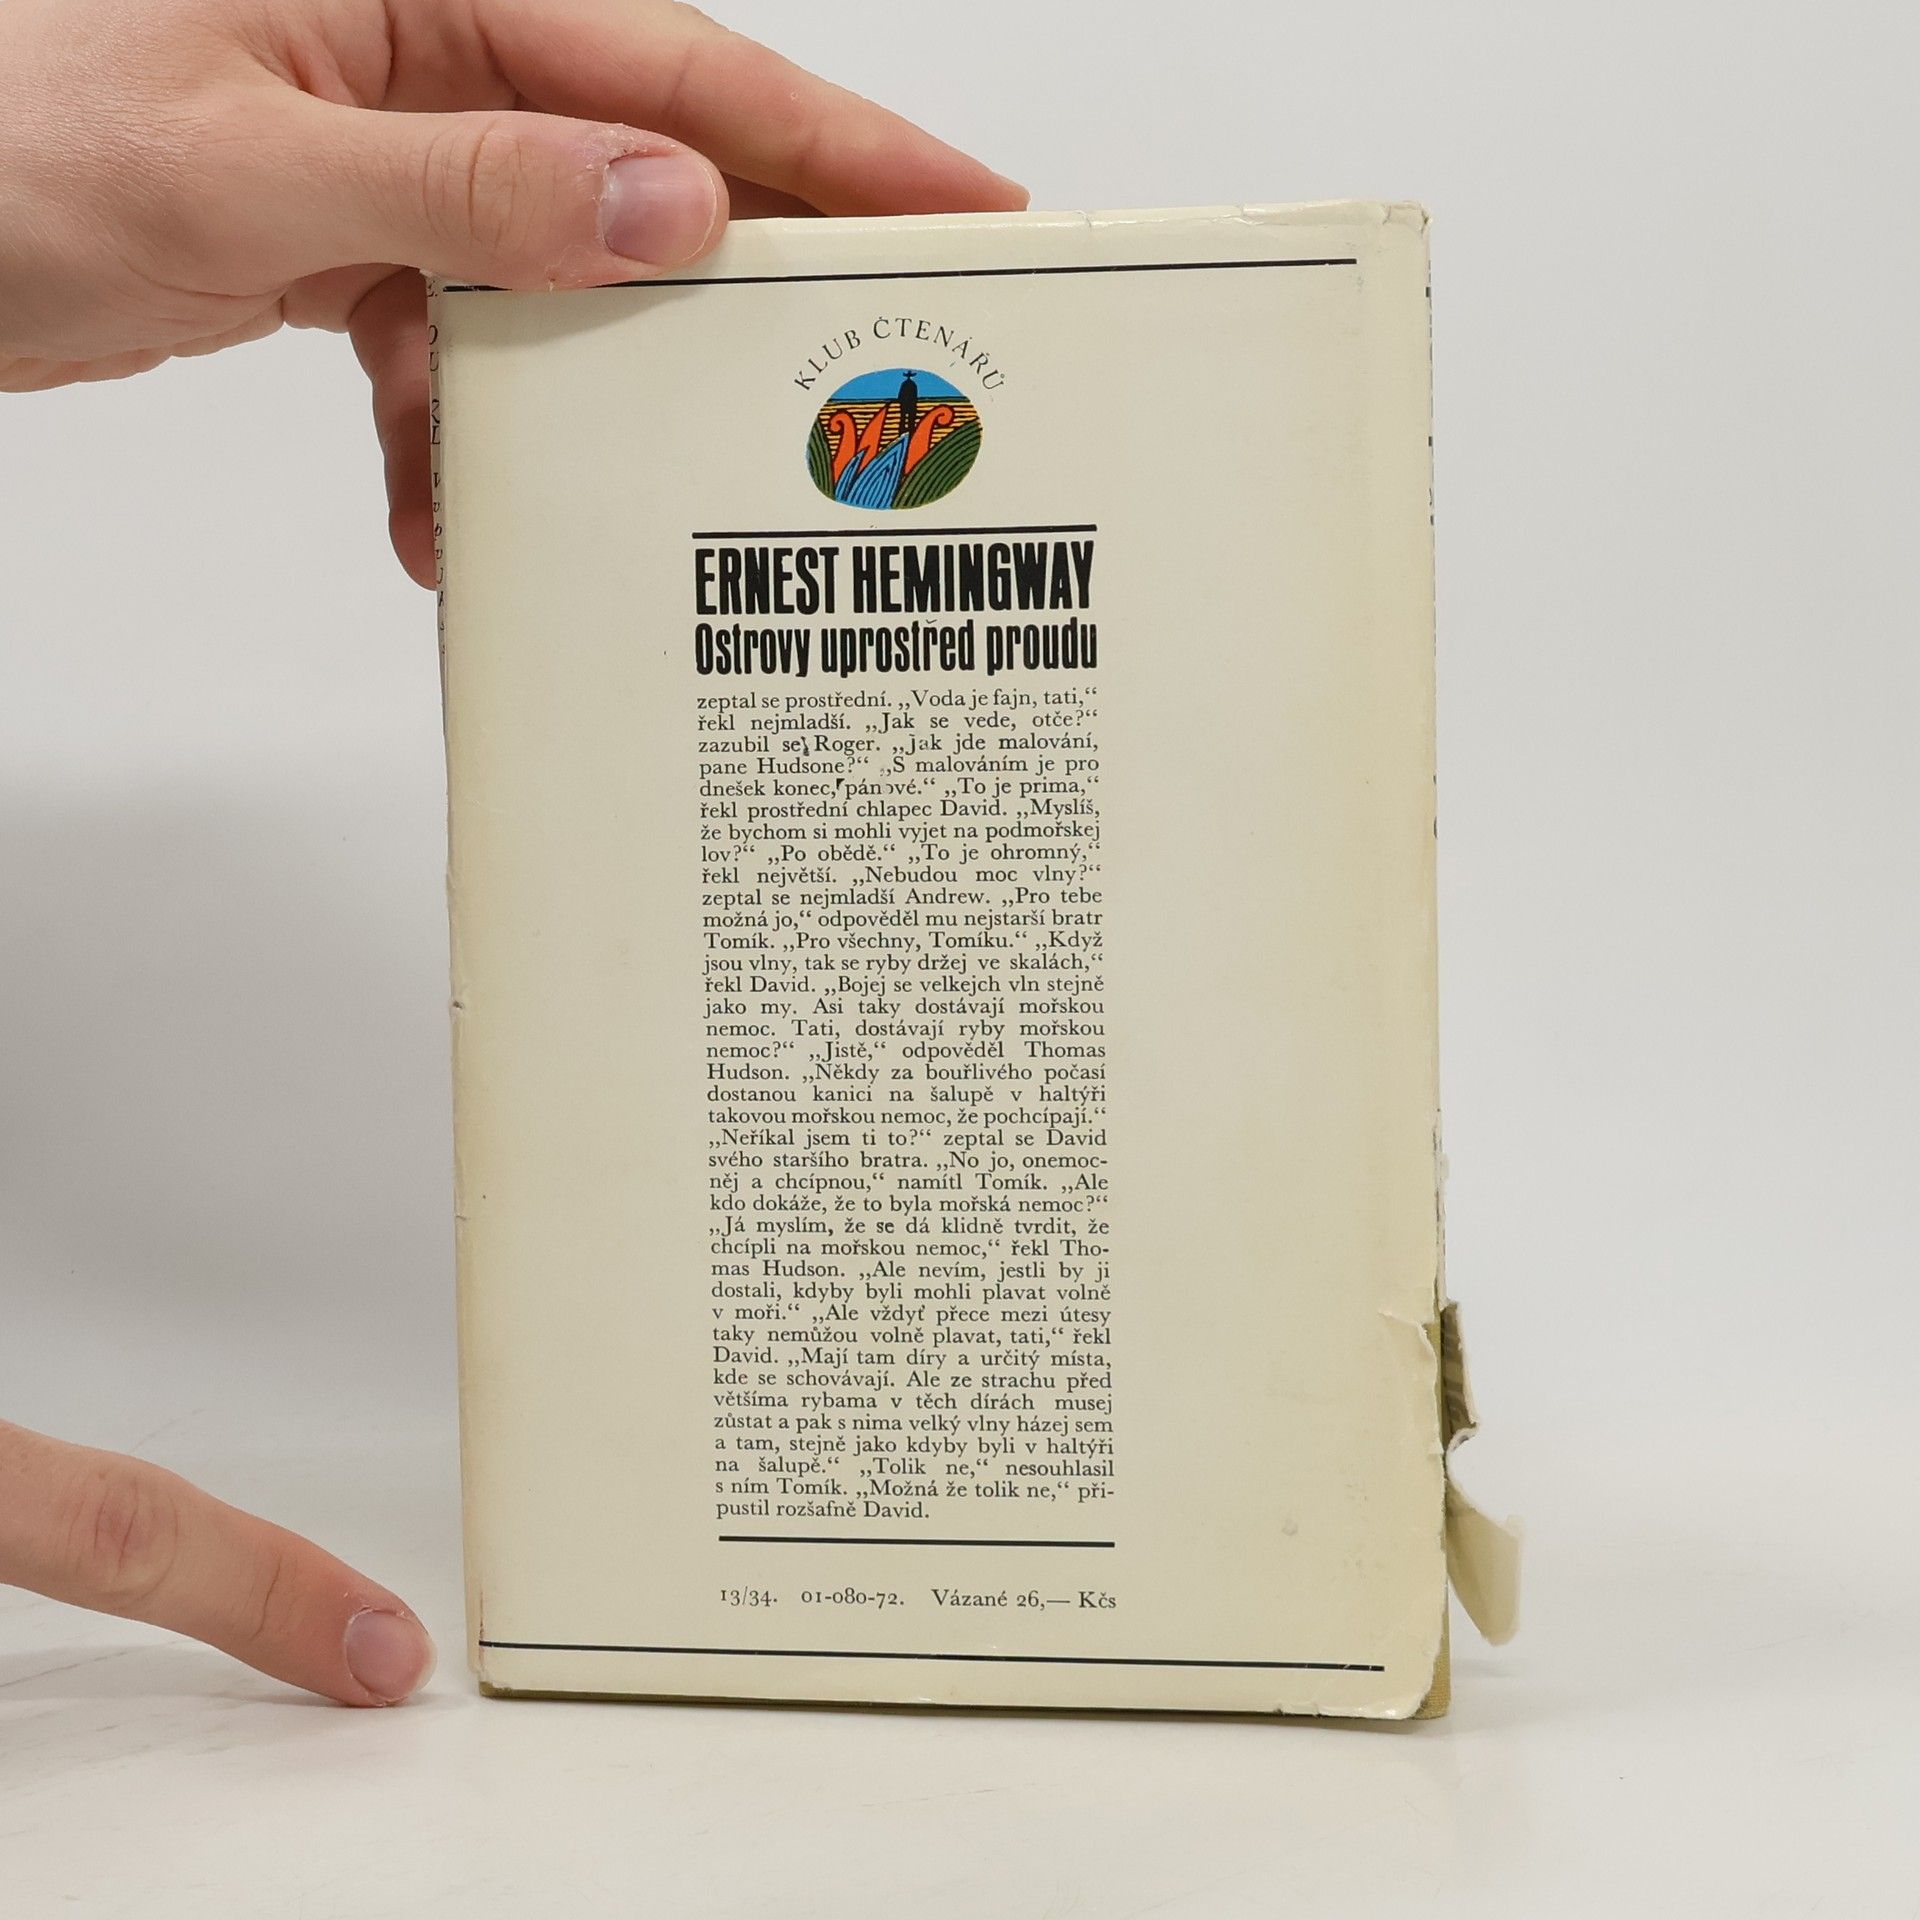 KLUB ČTENÁŘŮ
ERNEST HEMINGWAY
Ostrovy uprostřed proudu
zeptal se prostřední. „Voda je fajn, tati,“
řekl nejmladší. „Jak se vede, otče?“
zazubil se Roger. „Jak jde malování,
pane Hudsone?“ „S malováním je pro
dnešek konec, pánové.“ „To je prima,“
řekl prostřední chlapec David. „Myslíš,
že bychom si mohli vyjet na podmořskej
lov?“ „Po obědě.“ „To je ohromný,“
řekl největší. „Nebudou moc vlny?“
zeptal se nejmladší Andrew. „Pro tebe
možná jo,“ odpověděl mu nejstarší bratr
Tomík. „Pro všechny, Tomíku.“ „Když
jsou vlny, tak se ryby držej ve skalách,“
řekl David. „Bojej se velkejch vln stejně
jako my. Asi taky dostávají mořskou
nemoc. Tati, dostávají ryby mořskou
nemoc?“ „Jistě,“ odpověděl Thomas
Hudson. „Někdy za bouřlivého počasí
dostanou kanici na šalupě v haltýři
takovou mořskou nemoc, že pochcípají.“
„Neříkal jsem ti to?“ zeptal se David
svého staršího bratra. „No jo, onemoc-
něj a chcípnou,“ namítl Tomík. „Ale
kdo dokáže, že to byla mořská nemoc?“
„Já myslím, že se dá klidně tvrdit, že
chcípli na mořskou nemoc,“ řekl Tho-
mas Hudson. „Ale nevím, jestli by ji
dostali, kdyby byli mohli plavat volně
v moři.“ „Ale vždyť přece mezi útesy
taky nemůžou volně plavat, tati,“ řekl
David. „Mají tam díry a určitý místa,
kde se schovávají. Ale ze strachu před
většíma rybama v těch dírách musej
zůstat a pak s nima velký vlny házej sem
a tam, stejně jako kdyby byli v haltýři
na šalupě.“ „Tolik ne,“ nesouhlasil
s ním Tomík. „Možná že tolik ne,“ při-
pustil rozšafně David.
13/34. 01-080-72. Vázané 26,— Kčs